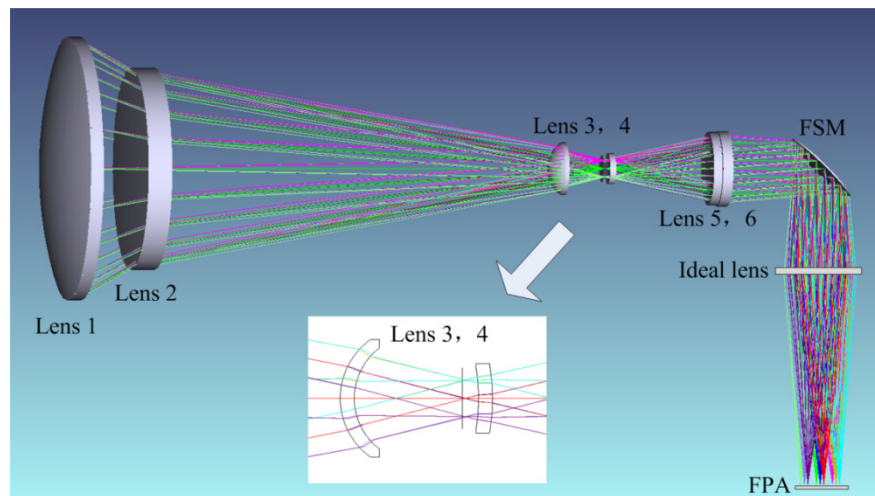 Lens 3，4
FSM
Lens 5，6
Ideal lens
Lens 2
Lens 1
Lens 3，4
FPA